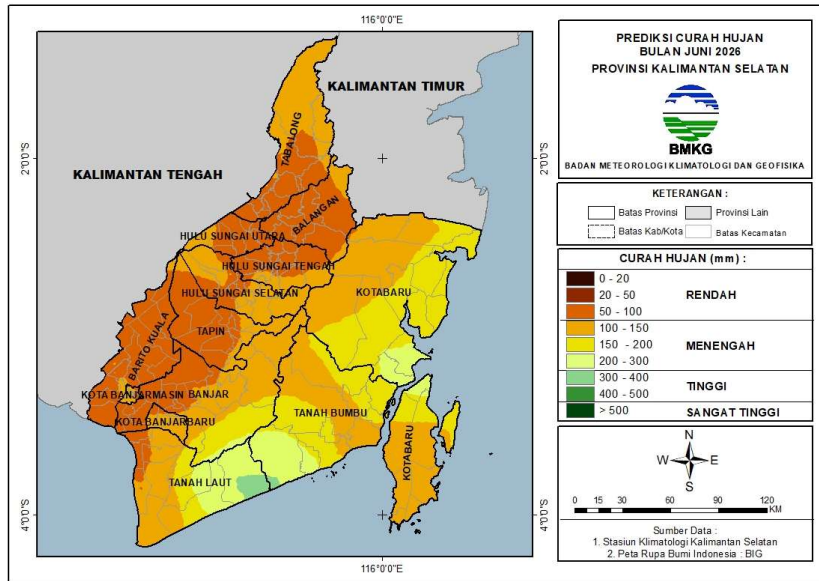 116°0'0"E
PREDIKSI CURAH HUJAN
BULAN JUNI 2026
PROVINSI KALIMANTAN SELATAN
BMKG
BADAN METEOROLOGI KLIMATOLOGI DAN GEOFISIKA
KALIMANTAN TIMUR
KALIMANTAN TENGAH
2°0'0"S
2°0'0"S
TABALONG
BALANGAN
HULU SUNGAI UTARA
HULU SUNGAI TENGAH
HULU SUNGAI SELATAN
KOTABARU
TAPIN
BARITO KUALA
KOTA BANJARMASIN
BANJAR
KOTA BANJARBARU
TANAH BUMBU
TANAH LAUT
KOTABARU
4°0'0"S
4°0'0"S
116°0'0"E
KETERANGAN :
Batas Provinsi
Provinsi Lain
Batas Kab/Kota
Batas Kecamatan
CURAH HUJAN (mm) :
0 - 20
20 - 50
RENDAH
50 - 100
100 - 150
150 - 200
MENENGAH
200 - 300
300 - 400
TINGGI
400 - 500
> 500
SANGAT TINGGI
N
W
E
S
0 15 30 60 90 120
KM
Sumber Data :
1. Stasiun Klimatologi Kalimantan Selatan
2. Peta Rupa Bumi Indonesia : BIG